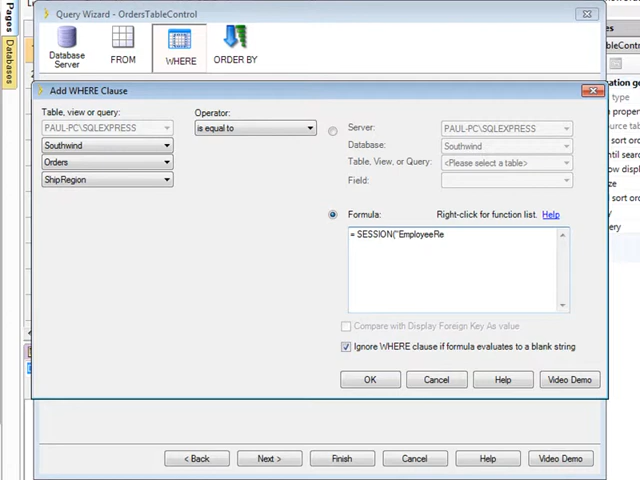 Query Wizard - OrdersTableControl
Pages
Databases
Database
Server
FROM
WHERE
ORDER BY
Add WHERE Clause
Table, view or query:
PAUL-PC\SQLEXPRESS
Southwind
Orders
ShipRegion
Operator:
is equal to
Server:
PAUL-PC\SQLEXPRESS
Database:
Southwind
Table, View, or Query:
<Please select a table>
Field:
Formula:
Right-click for function list.
Help
= SESSION("EmployeeRe
Compare with Display Foreign Key As value
Ignore WHERE clause if formula evaluates to a blank string
OK
Cancel
Help
Video Demo
< Back
Next >
Finish
Cancel
Help
Video Demo